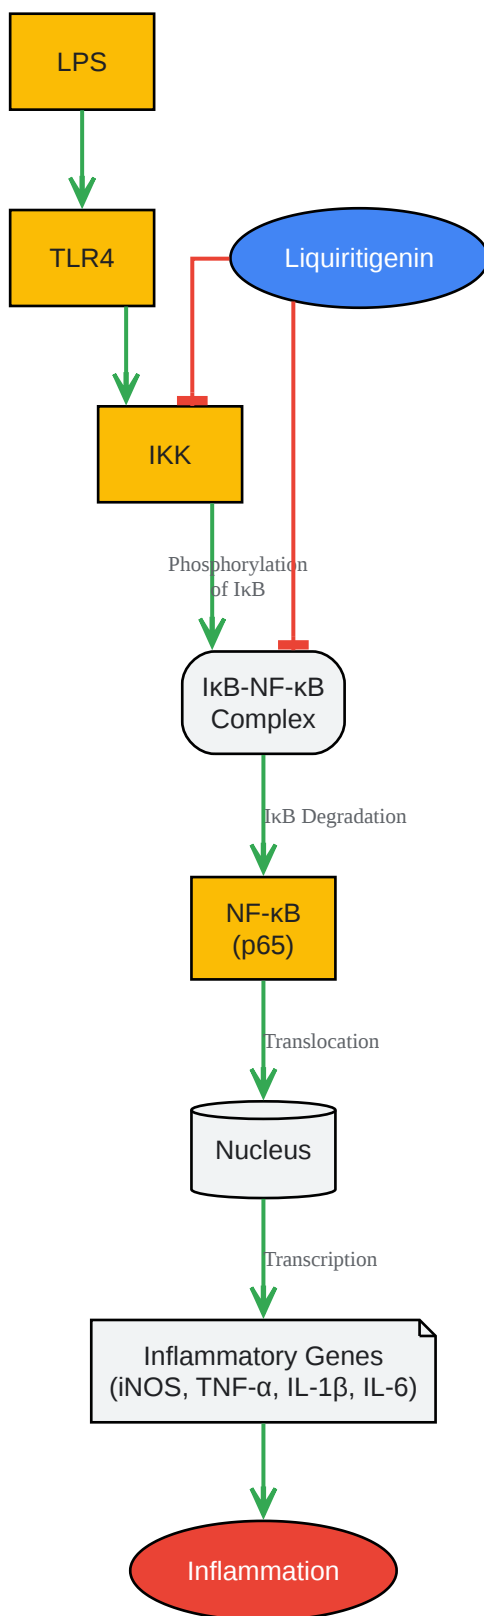 LPS
TLR4
Liquiritigenin
IKK
Phosphorylation
of IκB
IκB-NF-κB
Complex
IκB Degradation
NF-κB
(p65)
Translocation
Nucleus
Transcription
Inflammatory Genes
(iNOS, TNF-α, IL-1β, IL-6)
Inflammation